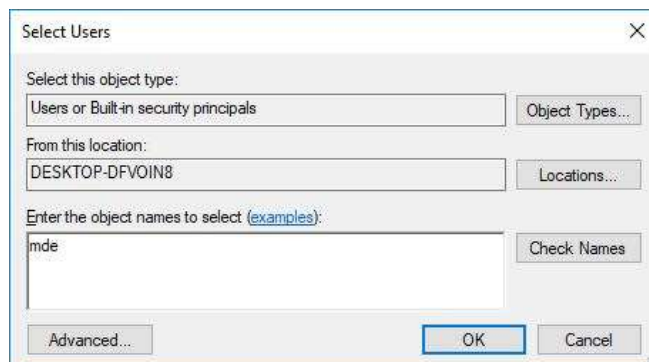 Select Users
Select this object type:
Users or Built-in security principals
Object Types...
From this location:
DESKTOP-DFVOIN8
Locations...
Enter the object names to select (examples):
mde
Check Names
Advanced...
OK
Cancel